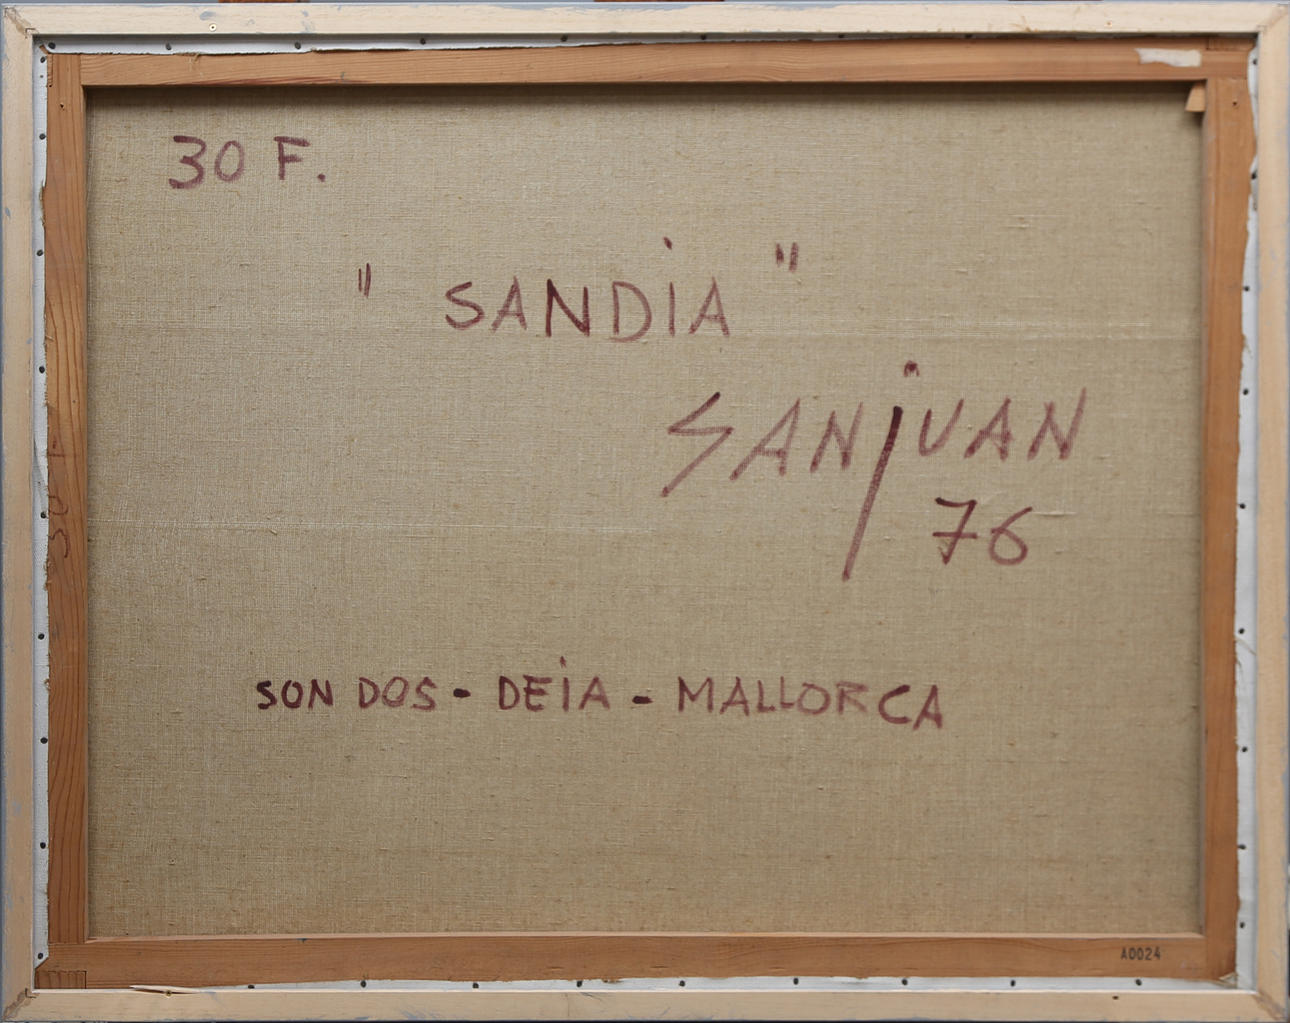 30 F.
" SANDiA "
SANjUAN
76
SON DOS - DEiA - MALLORCA
A0024